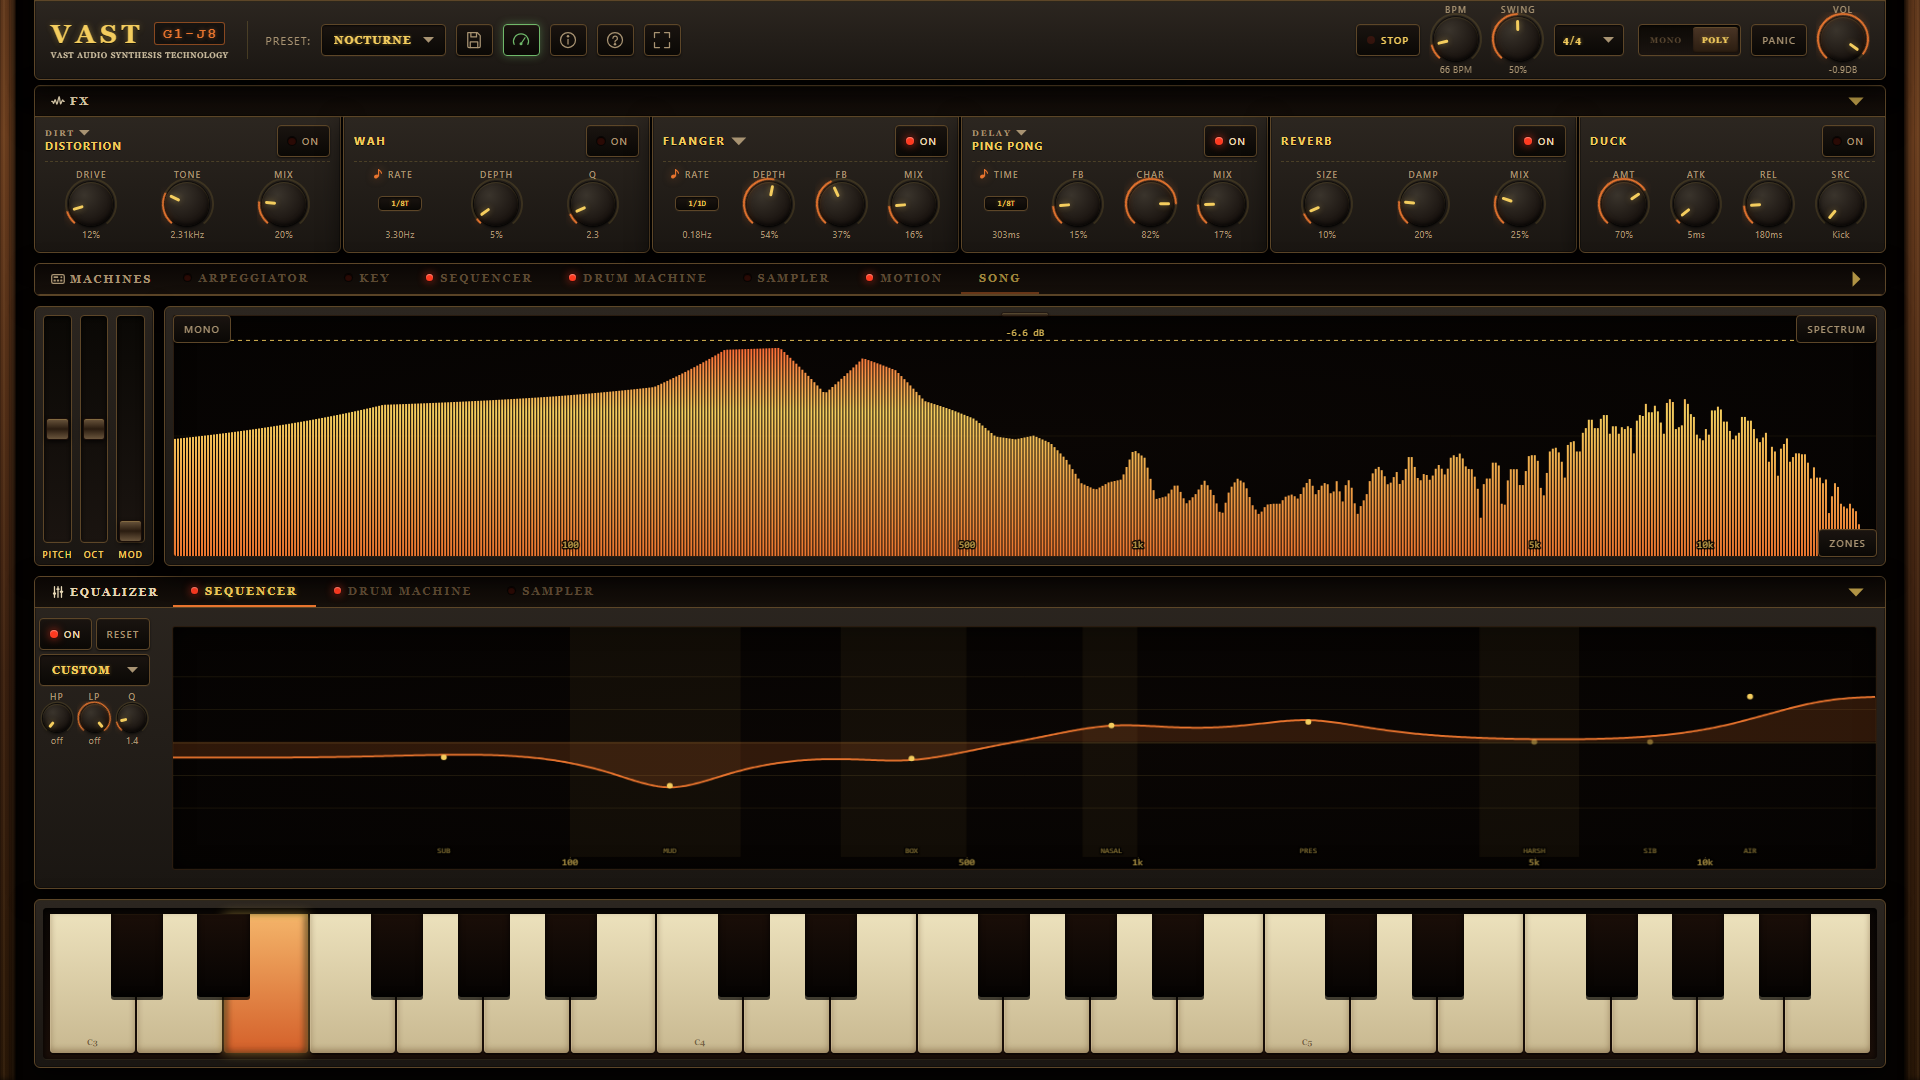 VAST G1-J8
VAST AUDIO SYNTHESIS TECHNOLOGY
PRESET: NOCTURNE
STOP
BPM
66 BPM
SWING
50%
4/4
MONO POLY
PANIC
VOL
-0.9DB
FX
DIRT
DISTORTION
ON
DRIVE TONE MIX
12% 2.31kHz 20%
WAH
ON
RATE DEPTH Q
1/8T
3.30Hz 5% 2.3
FLANGER
ON
RATE DEPTH FB MIX
1/1D
0.18Hz 54% 37% 16%
DELAY
PING PONG
ON
TIME FB CHAR MIX
1/8T
303ms 15% 82% 17%
REVERB
ON
SIZE DAMP MIX
10% 20% 25%
DUCK
ON
AMT ATK REL SRC
70% 5ms 180ms Kick
MACHINES ARPEGGIATOR KEY SEQUENCER DRUM MACHINE SAMPLER MOTION SONG
PITCH OCT MOD
MONO
-6.6 dB
SPECTRUM
100 500 1k 5k 10k
ZONES
EQUALIZER SEQUENCER DRUM MACHINE SAMPLER
ON RESET
CUSTOM
HP LP Q
off off 1.4
SUB MUD BOX NASAL PRES HARSH SIB AIR
100 500 1k 5k 10k
C3 C4 C5